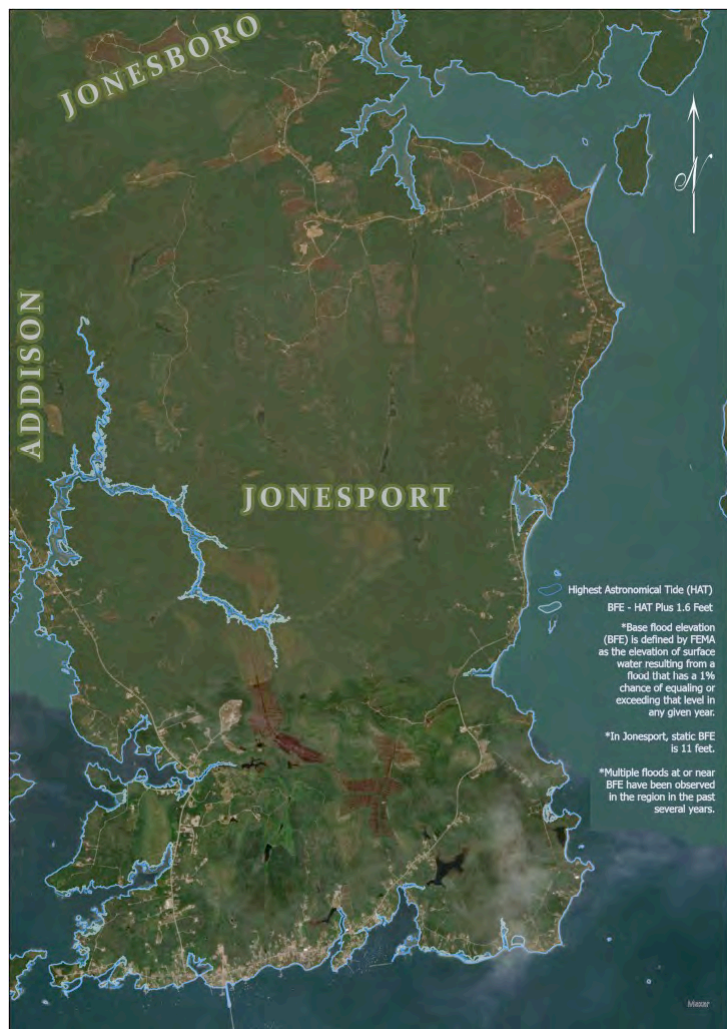 JONESBORO
N
ADDISON
JONESPORT
Highest Astronomical Tide (HAT)
BFE - HAT Plus 1.6 Feet
*Base flood elevation
(BFE) is defined by FEMA
as the elevation of surface
water resulting from a
flood that has a 1%
chance of equaling or
exceeding that level in
any given year.
*In Jonesport, static BFE
is 11 feet.
*Multiple floods at or near
BFE have been observed
in the region in the past
several years.
Maxar